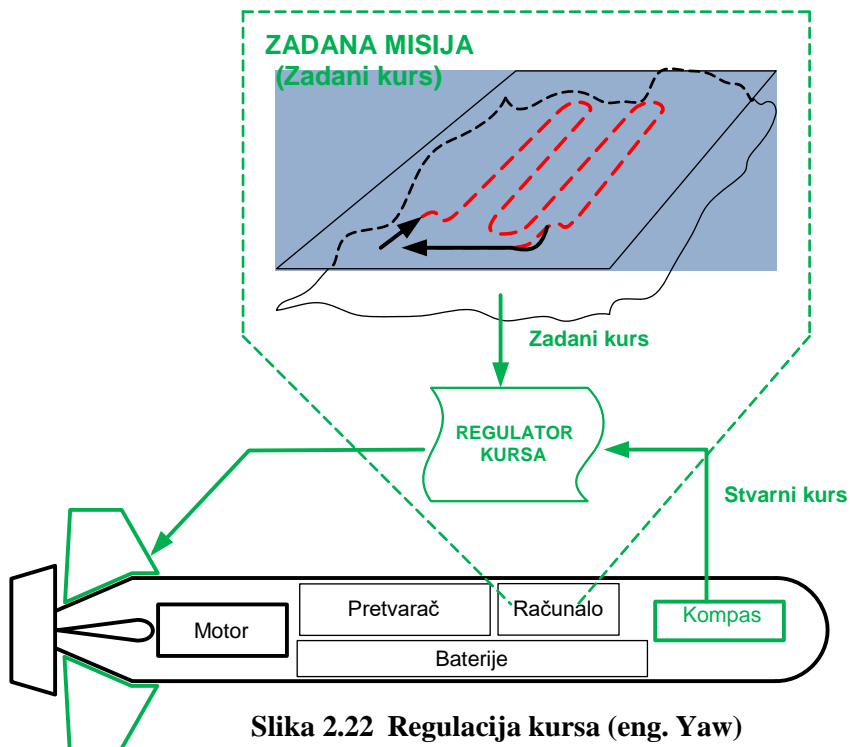 ZADANA MISIJA
(Zadani kurs)
Zadani kurs
REGULATOR
KURSA
Stvarni kurs
Pretvarač
Računalo
Kompas
Motor
Baterije
Slika 2.22 Regulacija kursa (eng. Yaw)